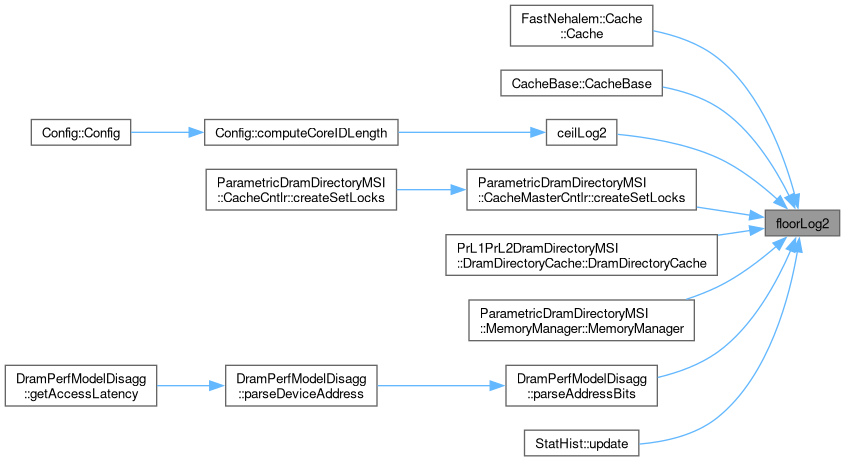 FastNehalem::Cache
::Cache
CacheBase::CacheBase
Config::Config
Config::computeCoreIDLength
ceilLog2
ParametricDramDirectoryMSI
::CacheCntlr::createSetLocks
ParametricDramDirectoryMSI
::CacheMasterCntlr::createSetLocks
floorLog2
PrL1PrL2DramDirectoryMSI
::DramDirectoryCache::DramDirectoryCache
ParametricDramDirectoryMSI
::MemoryManager::MemoryManager
DramPerfModelDisagg
::getAccessLatency
DramPerfModelDisagg
::parseDeviceAddress
DramPerfModelDisagg
::parseAddressBits
StatHist::update